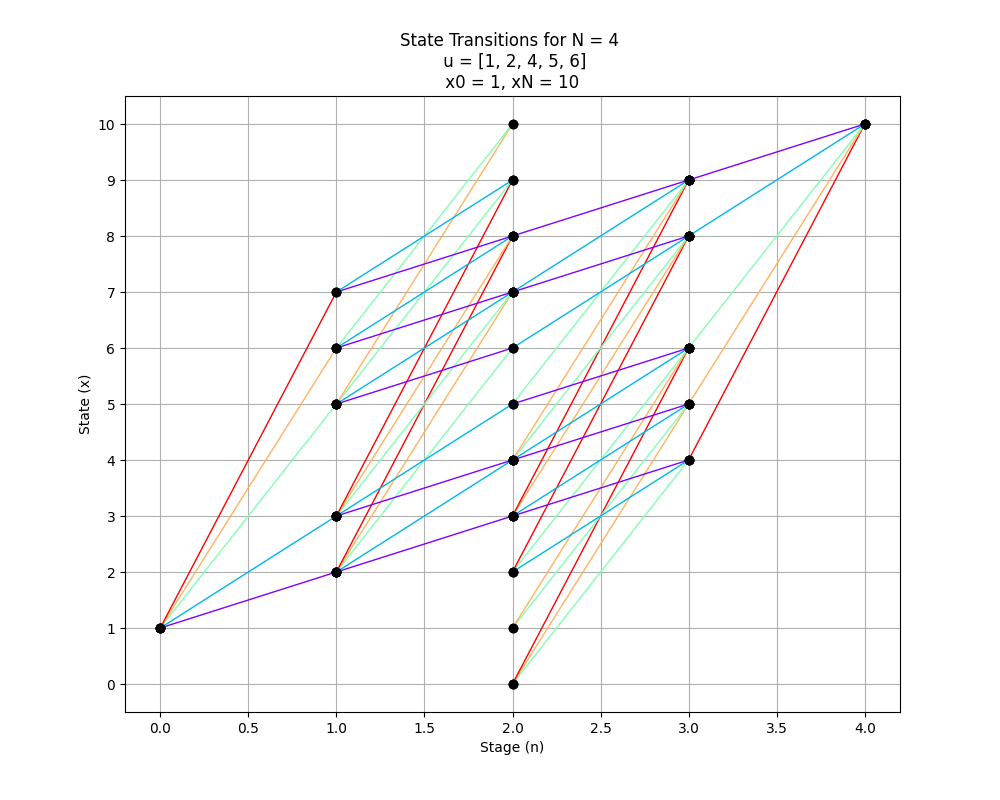 State Transitions for N = 4
u = [1, 2, 4, 5, 6]
x0 = 1, xN = 10
10
9
8
7
6
5
4
3
2
1
0
State (x)
0.0 0.5 1.0 1.5 2.0 2.5 3.0 3.5 4.0
Stage (n)